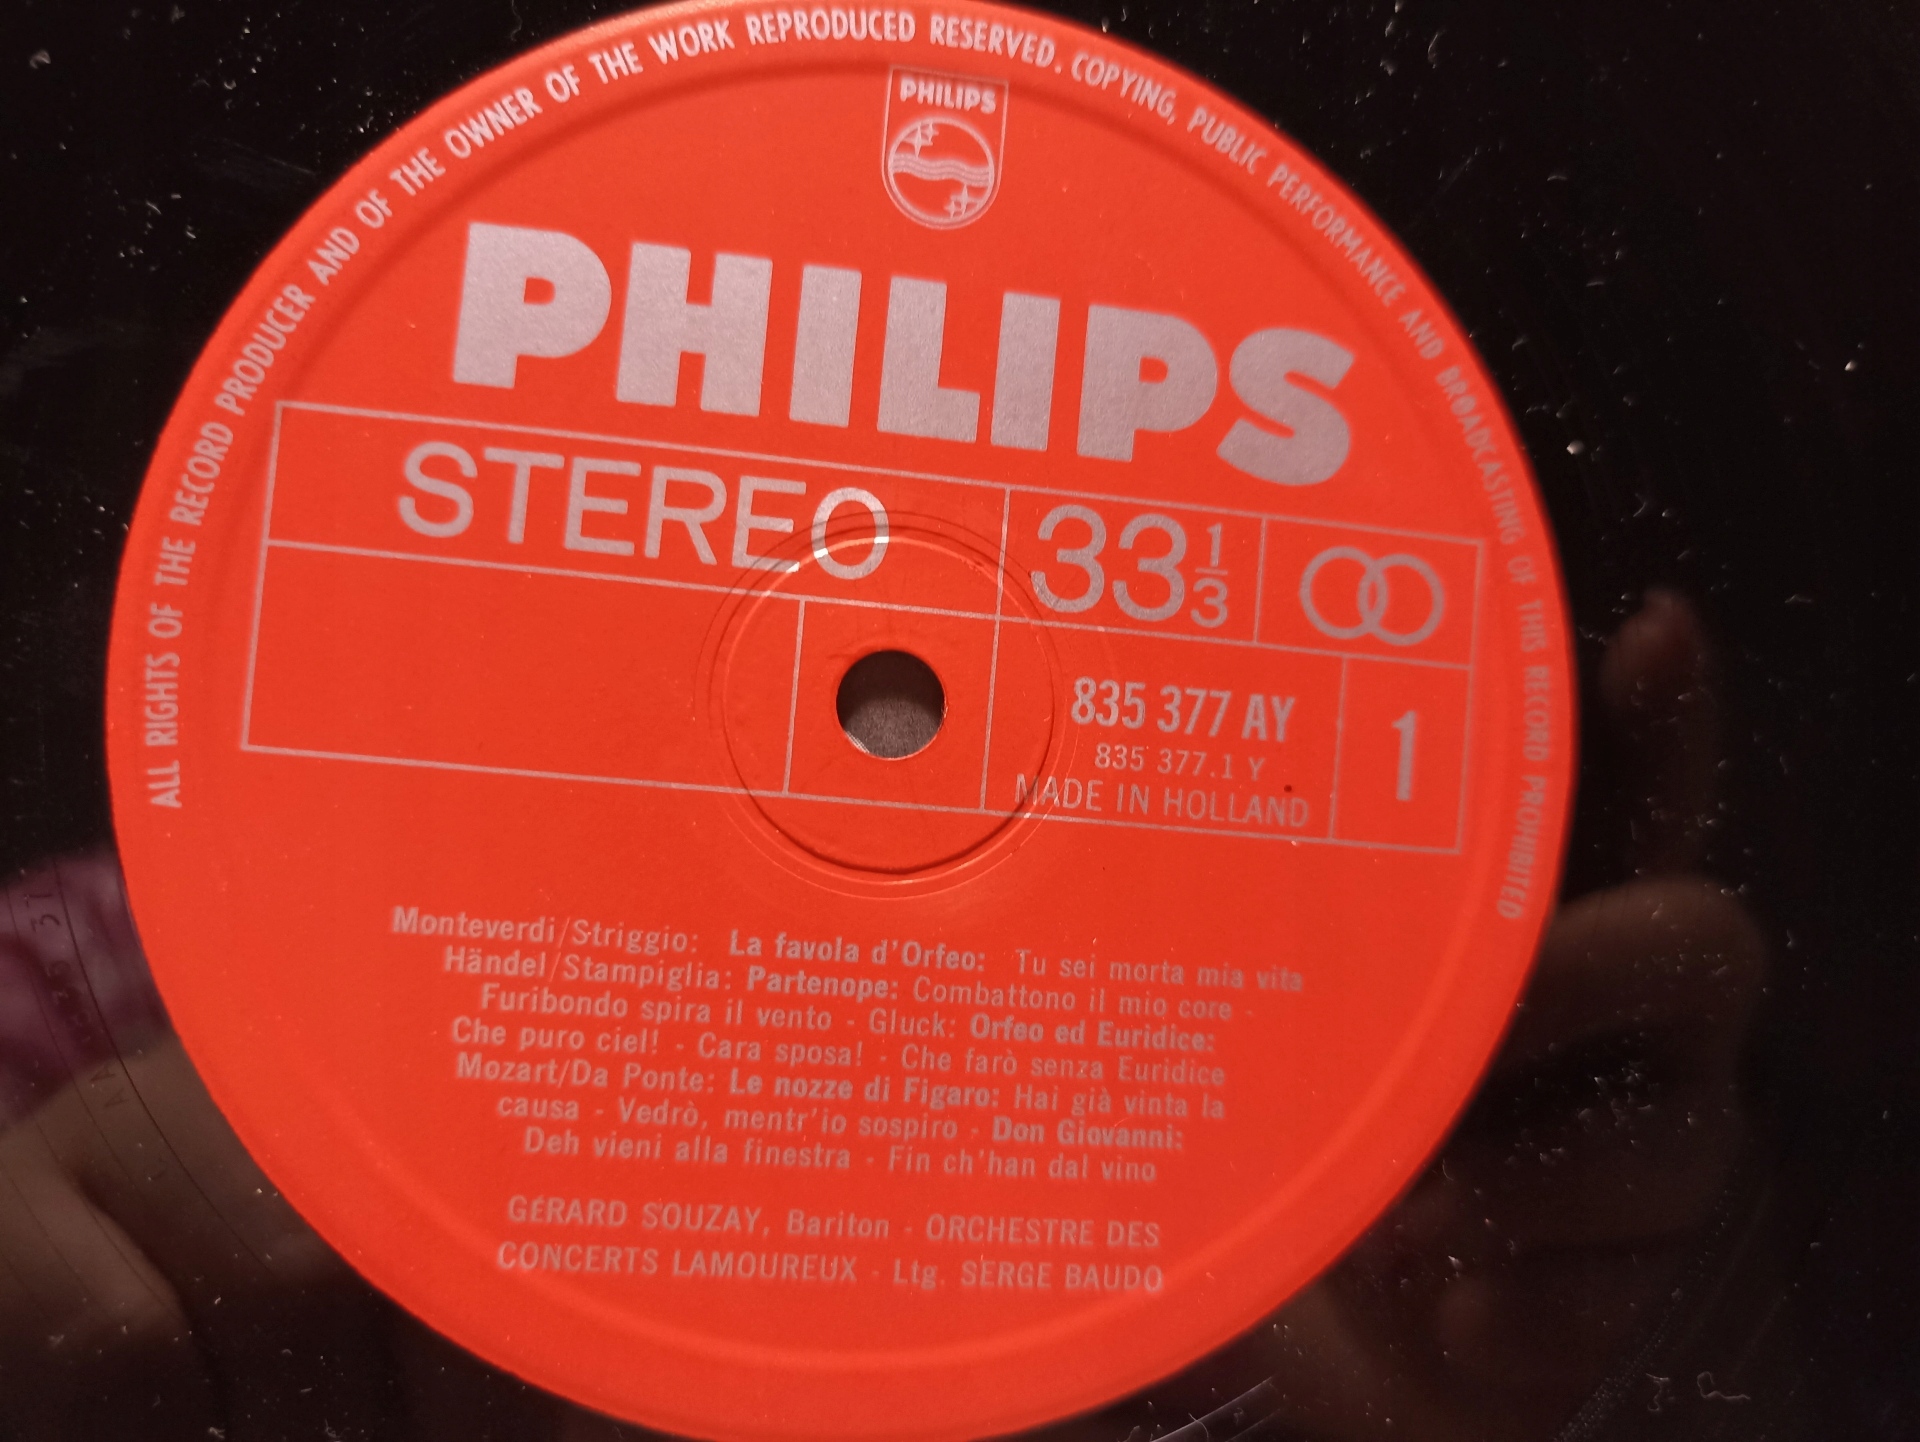 ALL RIGHTS OF THE RECORD PRODUCER AND OF THE OWNER OF THE WORK REPRODUCED RESERVED. COPYING, PUBLIC PERFORMANCE AND BROADCASTING OF THIS RECORD PROHIBITED
PHILIPS
PHILIPS
STEREO
33 1/3
835 377 AY
835 377.1 Y
MADE IN HOLLAND
1
Monteverdi/Striggio: La favola d'Orfeo: Tu sei morta mia vita
Händel/Stampiglia: Partenope: Combattono il mio core -
Furibondo spira il vento - Gluck: Orfeo ed Euridice:
Che puro ciel! - Cara sposa! - Che farò senza Euridice
Mozart/Da Ponte: Le nozze di Figaro: Hai già vinta la
causa - Vedrò, mentr'io sospiro - Don Giovanni:
Deh vieni alla finestra - Fin ch'han dal vino
GÉRARD SOUZAY, Bariton - ORCHESTRE DES
CONCERTS LAMOUREUX - Ltg. SERGE BAUDO